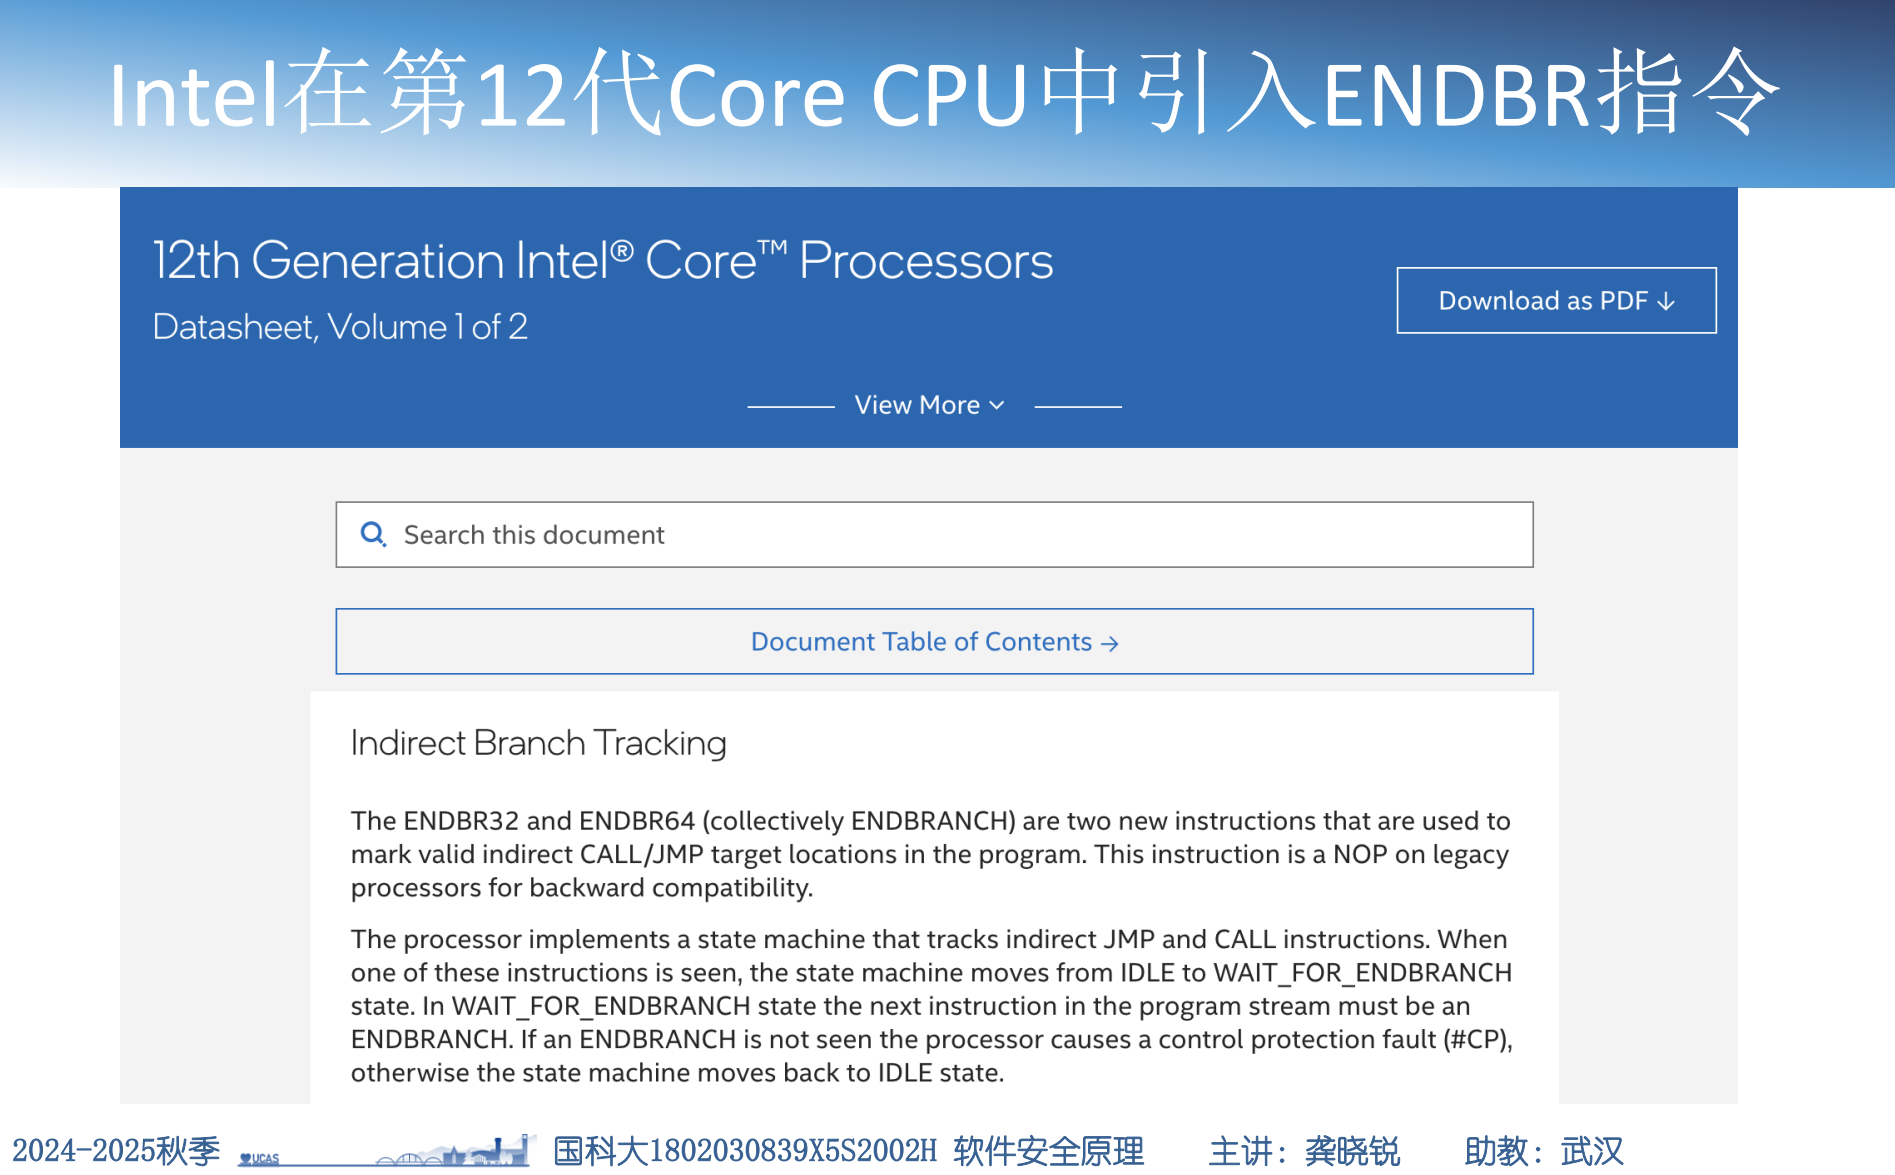 Intel在第12代Core CPU中引入ENDBR指令
12th Generation Intel® Core™ Processors
Datasheet, Volume 1 of 2
Download as PDF ↓
View More
Search this document
Document Table of Contents →
Indirect Branch Tracking
The ENDBR32 and ENDBR64 (collectively ENDBRANCH) are two new instructions that are used to
mark valid indirect CALL/JMP target locations in the program. This instruction is a NOP on legacy
processors for backward compatibility.
The processor implements a state machine that tracks indirect JMP and CALL instructions. When
one of these instructions is seen, the state machine moves from IDLE to WAIT_FOR_ENDBRANCH
state. In WAIT_FOR_ENDBRANCH state the next instruction in the program stream must be an
ENDBRANCH. If an ENDBRANCH is not seen the processor causes a control protection fault (#CP),
otherwise the state machine moves back to IDLE state.
2024-2025秋季 UCAS 国科大1802030839X5S2002H 软件安全原理 主讲：龚晓锐 助教：武汉